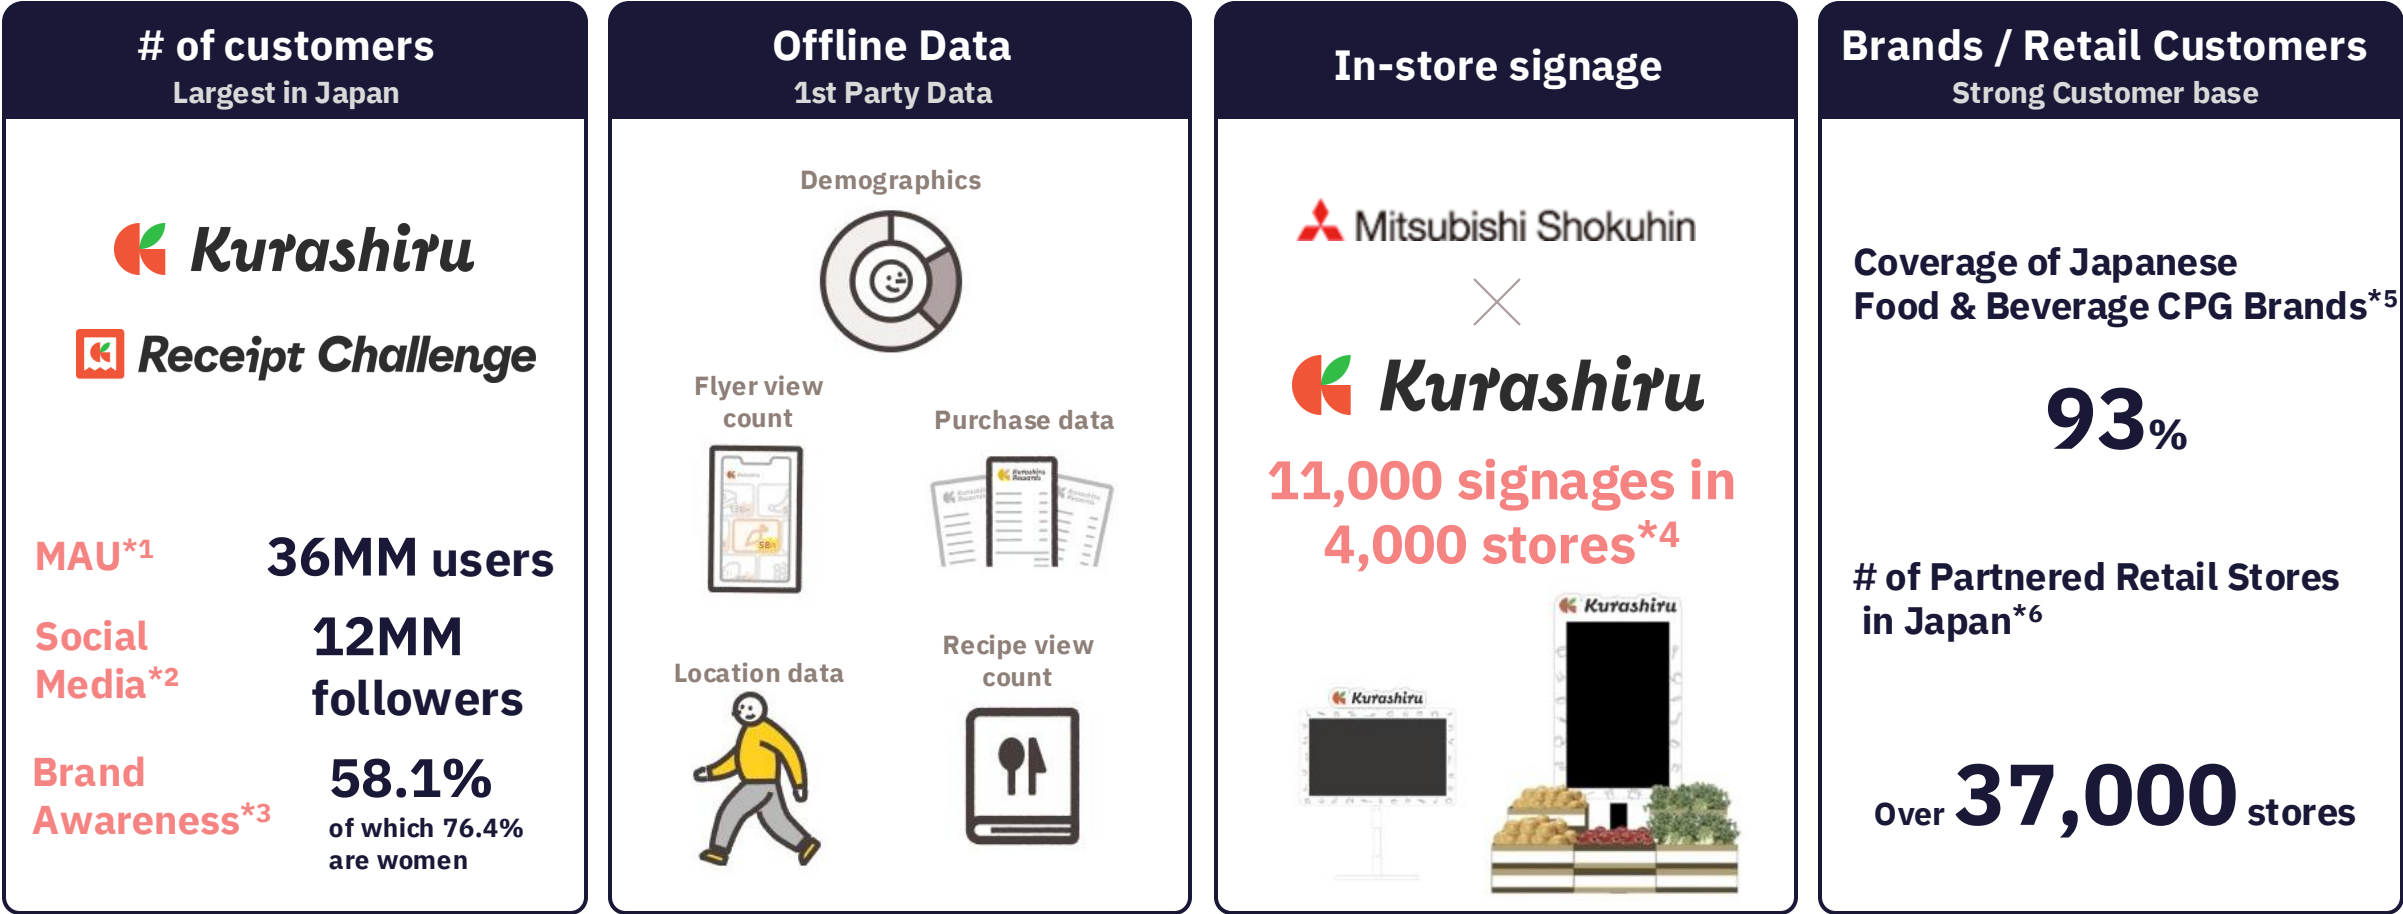 # of customers
Largest in Japan
Kurashiru
Receipt Challenge
MAU*1
36MM users
Social
Media*2
12MM
followers
Brand
Awareness*3
58.1%
of which 76.4%
are women
Offline Data
1st Party Data
Demographics
Flyer view
count
Purchase data
Kurashiru
Rewards
Location data
Recipe view
count
In-store signage
Mitsubishi Shokuhin
Kurashiru
11,000 signages in
4,000 stores*4
Kurashiru
Kurashiru
Brands / Retail Customers
Strong Customer base
Coverage of Japanese
Food & Beverage CPG Brands*5
93%
# of Partnered Retail Stores
in Japan*6
Over 37,000 stores